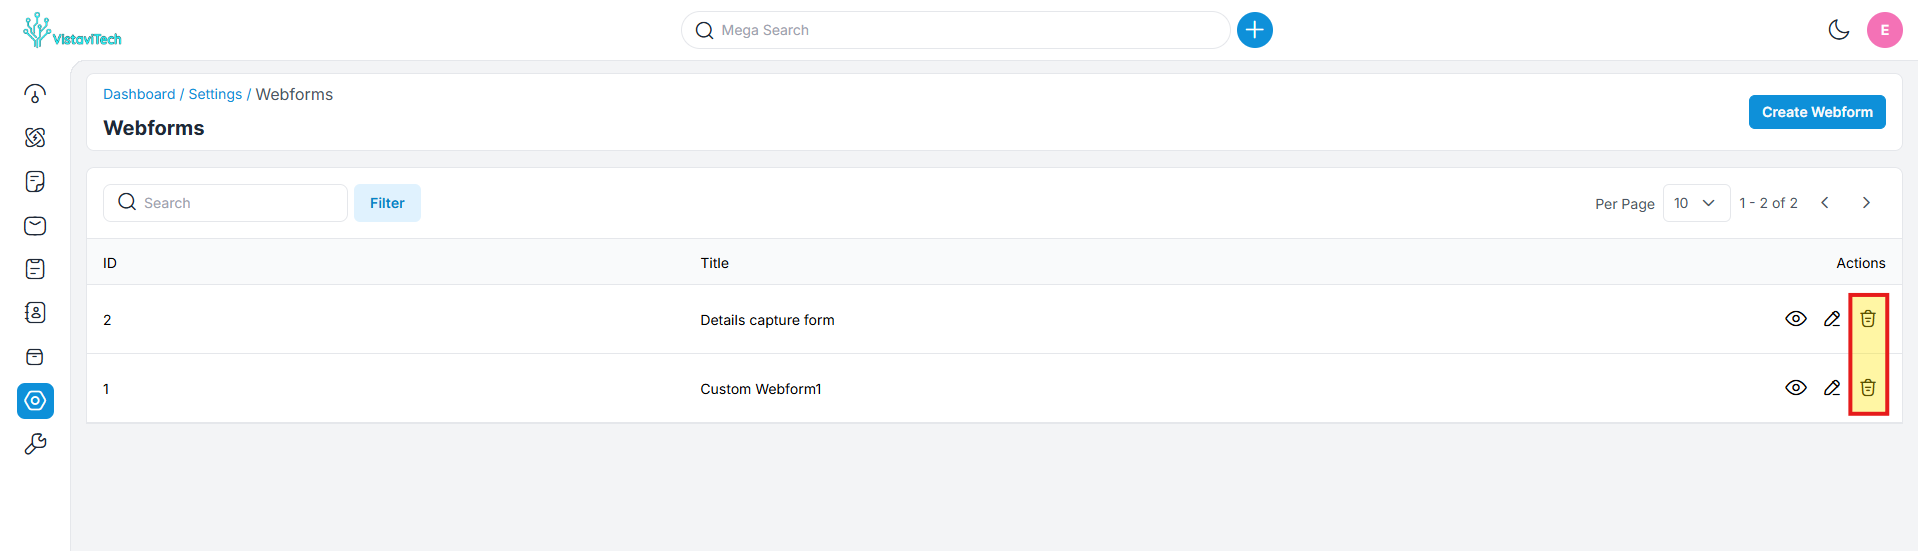 VistaviTech
Mega Search
E
Dashboard / Settings / Webforms
Webforms
Create Webform
Search
Filter
Per Page
10
1 - 2 of 2
ID
Title
Actions
2
Details capture form
1
Custom Webform1